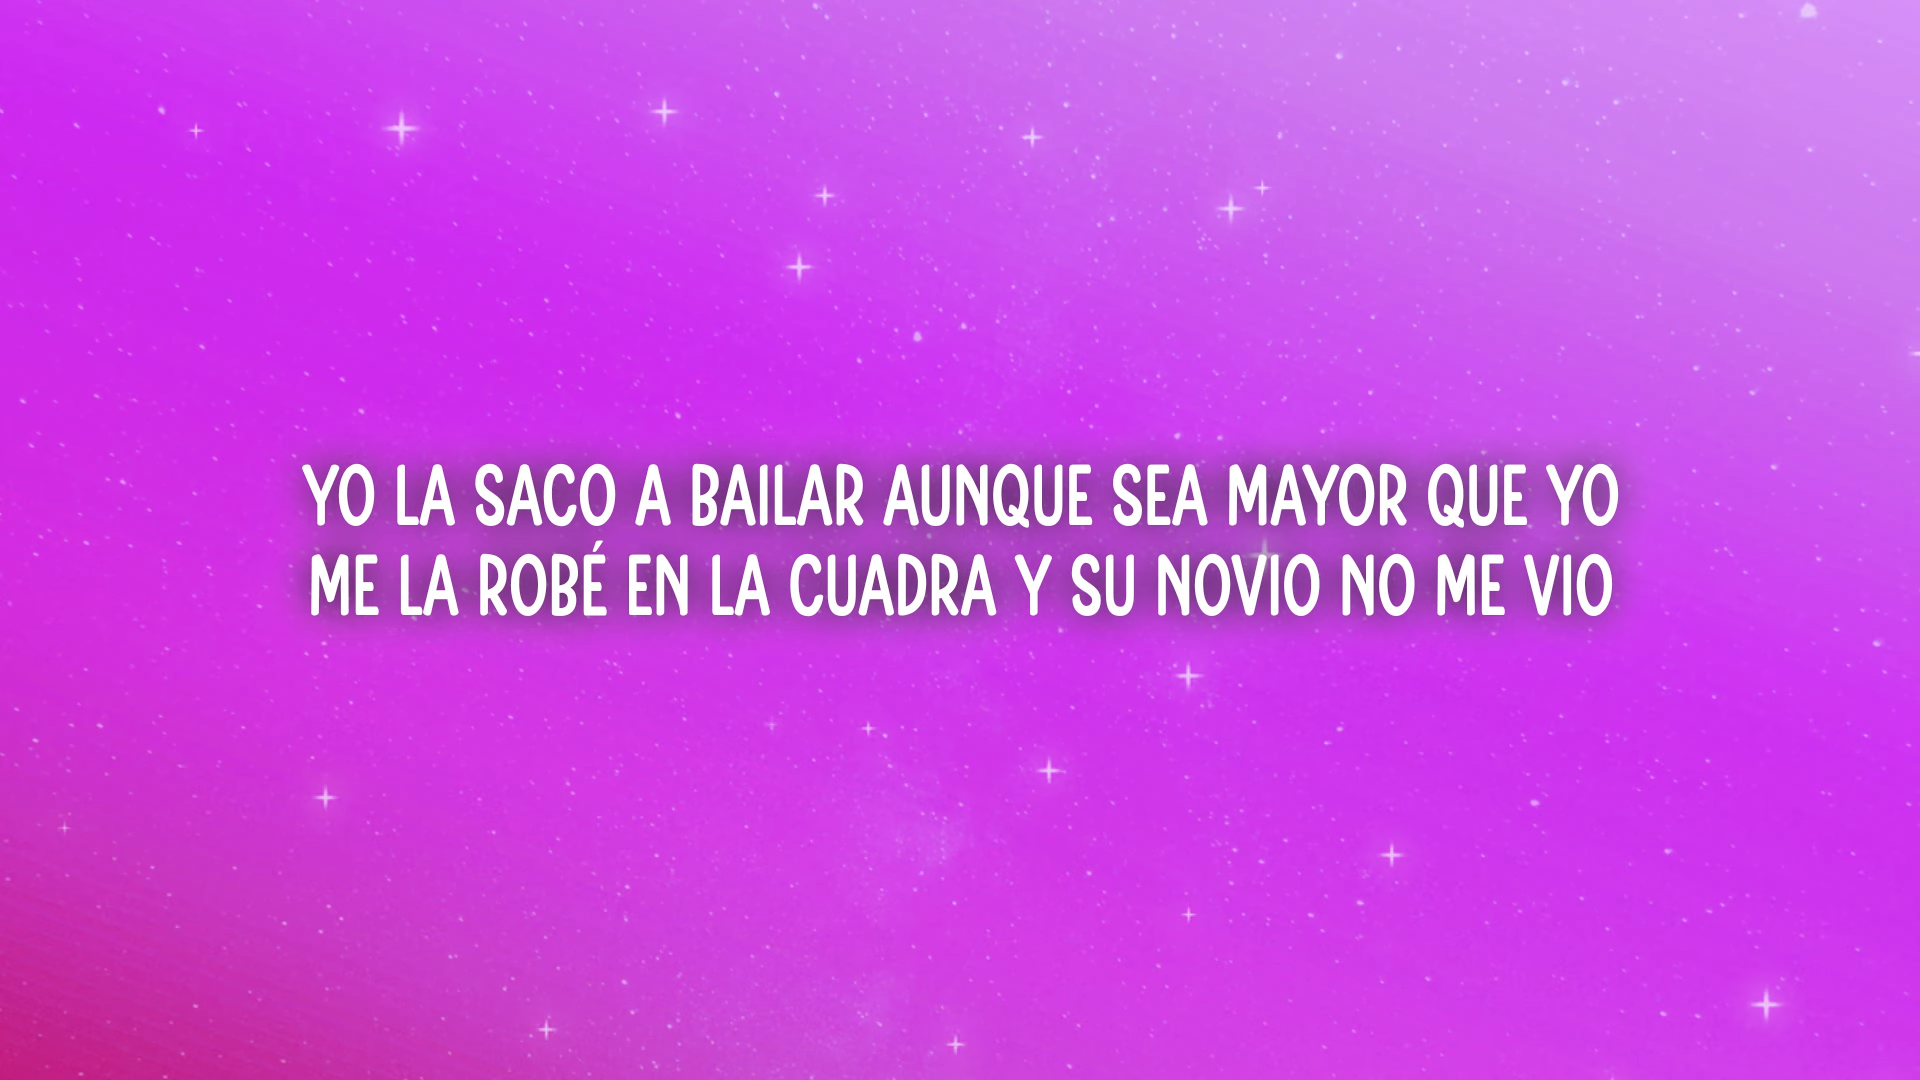 YO LA SACO A BAILAR AUNQUE SEA MAYOR QUE YO
ME LA ROBÉ EN LA CUADRA Y SU NOVIO NO ME VIO